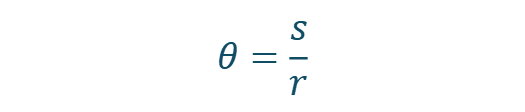 θ = s/r